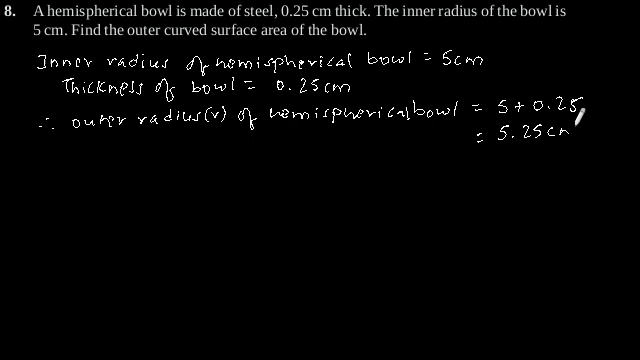 8. A hemispherical bowl is made of steel, 0.25 cm thick. The inner radius of the bowl is
5 cm. Find the outer curved surface area of the bowl.
Inner radius of hemispherical bowl = 5cm
Thickness of bowl = 0.25cm
∴ outer radius(r) of hemispherical bowl = 5 + 0.25
= 5.25cm